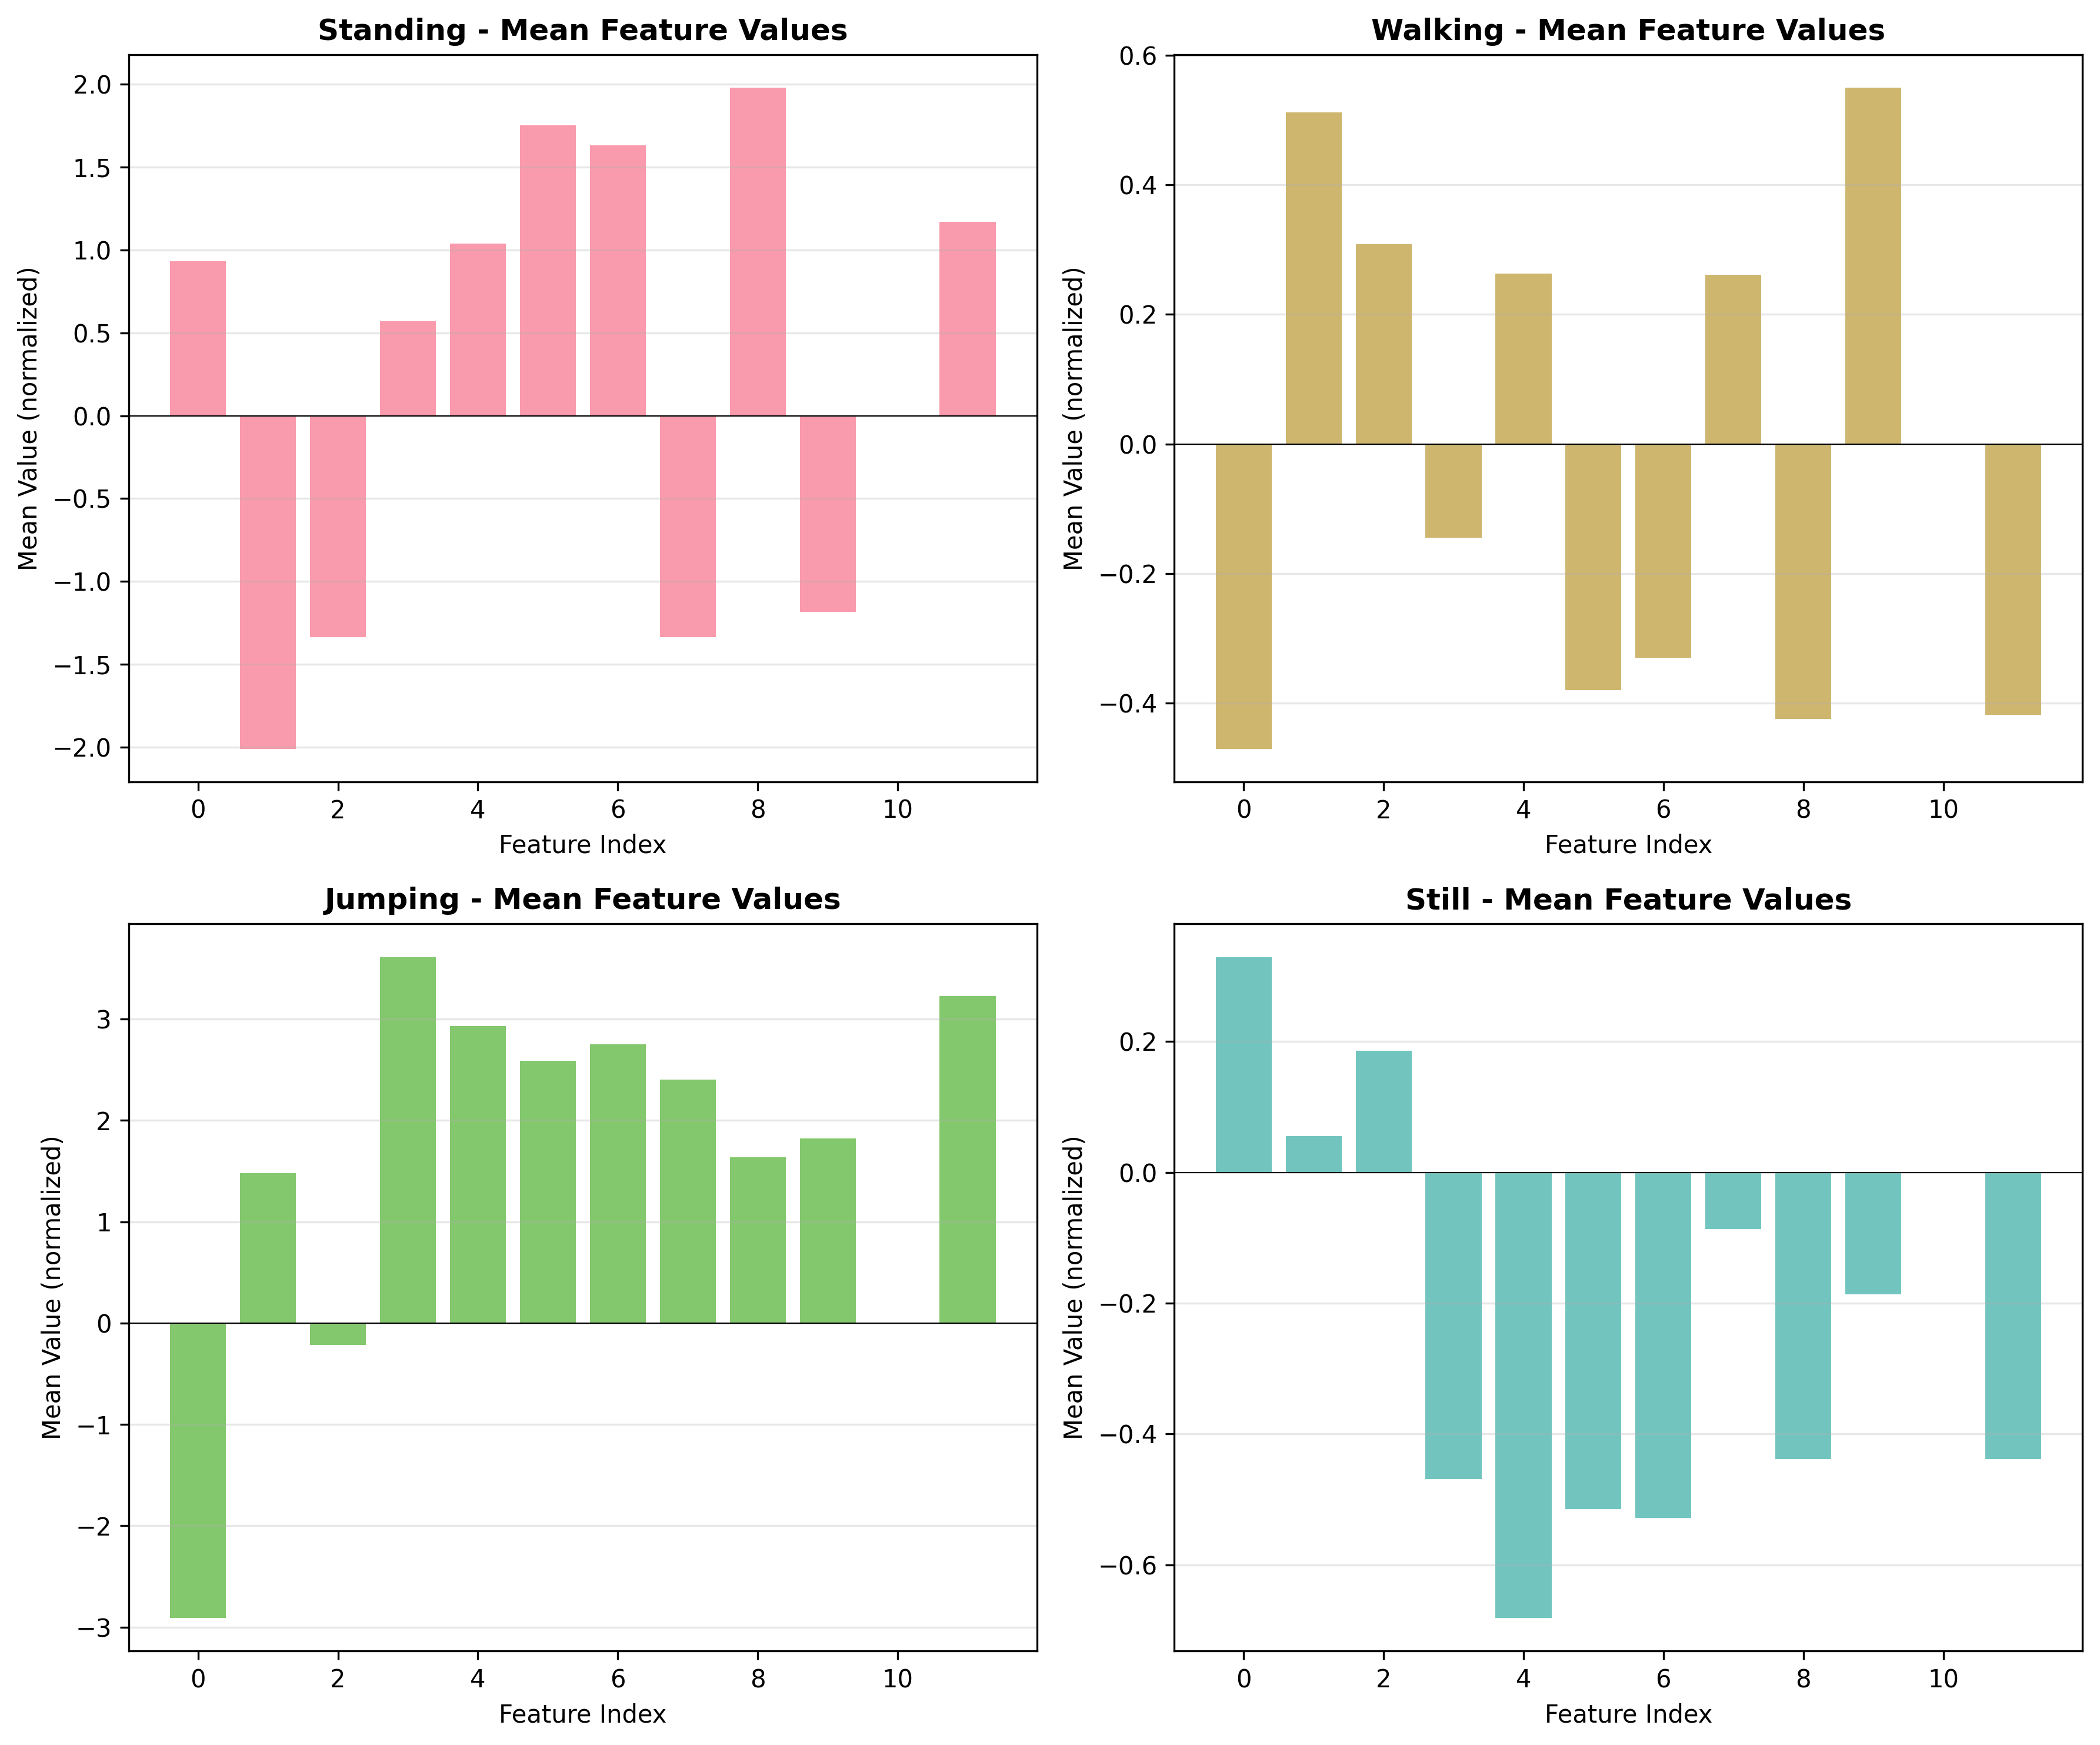 Standing - Mean Feature Values
Mean Value (normalized)
2.0
1.5
1.0
0.5
0.0
−0.5
−1.0
−1.5
−2.0
0 2 4 6 8 10
Feature Index
Walking - Mean Feature Values
Mean Value (normalized)
0.6
0.4
0.2
0.0
−0.2
−0.4
0 2 4 6 8 10
Feature Index
Jumping - Mean Feature Values
Mean Value (normalized)
3
2
1
0
−1
−2
−3
0 2 4 6 8 10
Feature Index
Still - Mean Feature Values
Mean Value (normalized)
0.2
0.0
−0.2
−0.4
−0.6
0 2 4 6 8 10
Feature Index